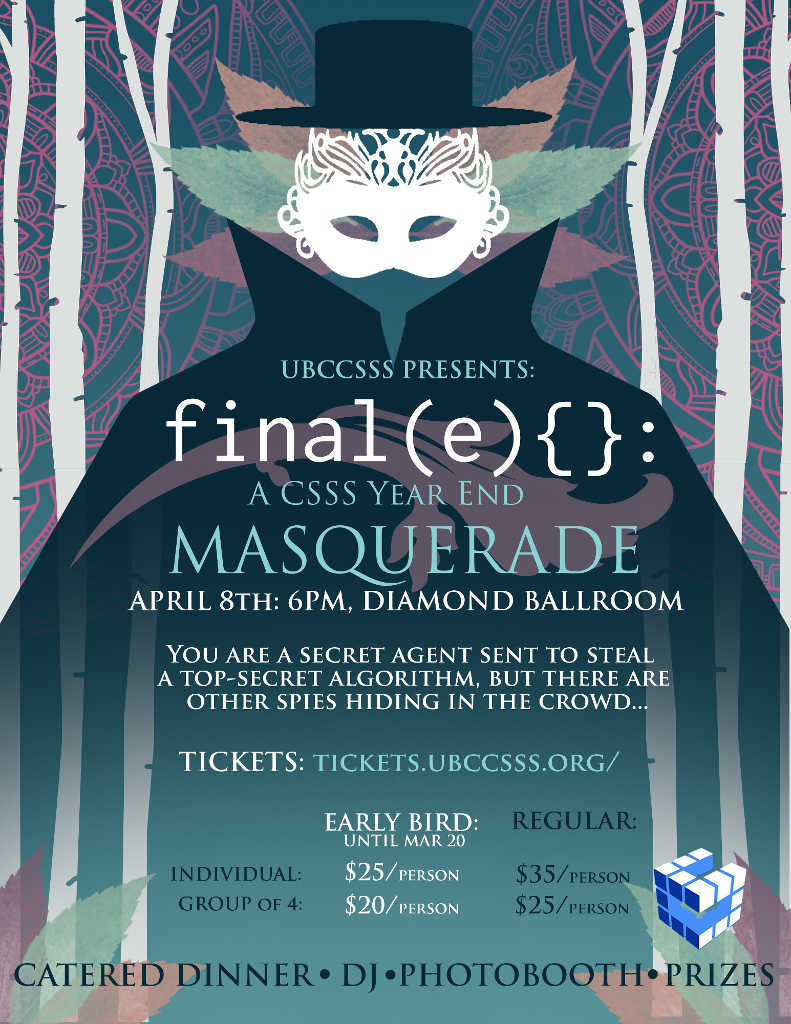 UBCCSSS PRESENTS:
final(e){}:
A CSSS YEAR END
MASQUERADE
APRIL 8TH: 6PM, DIAMOND BALLROOM
YOU ARE A SECRET AGENT SENT TO STEAL
A TOP-SECRET ALGORITHM, BUT THERE ARE
OTHER SPIES HIDING IN THE CROWD...
TICKETS: TICKETS.UBCCSSS.ORG/
EARLY BIRD: REGULAR:
UNTIL MAR 20
INDIVIDUAL: $25/PERSON $35/PERSON
GROUP OF 4: $20/PERSON $25/PERSON
CATERED DINNER • DJ • PHOTOBOOTH • PRIZES